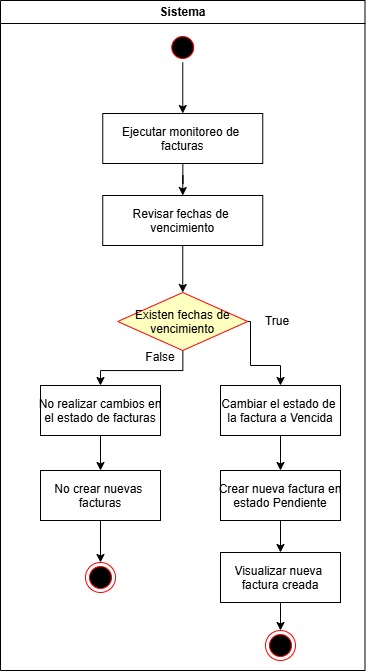 Sistema
Ejecutar monitoreo de
facturas
Revisar fechas de
vencimiento
Existen fechas de
vencimiento
True
False
No realizar cambios en
el estado de facturas
Cambiar el estado de
la factura a Vencida
No crear nuevas
facturas
Crear nueva factura en
estado Pendiente
Visualizar nueva
factura creada